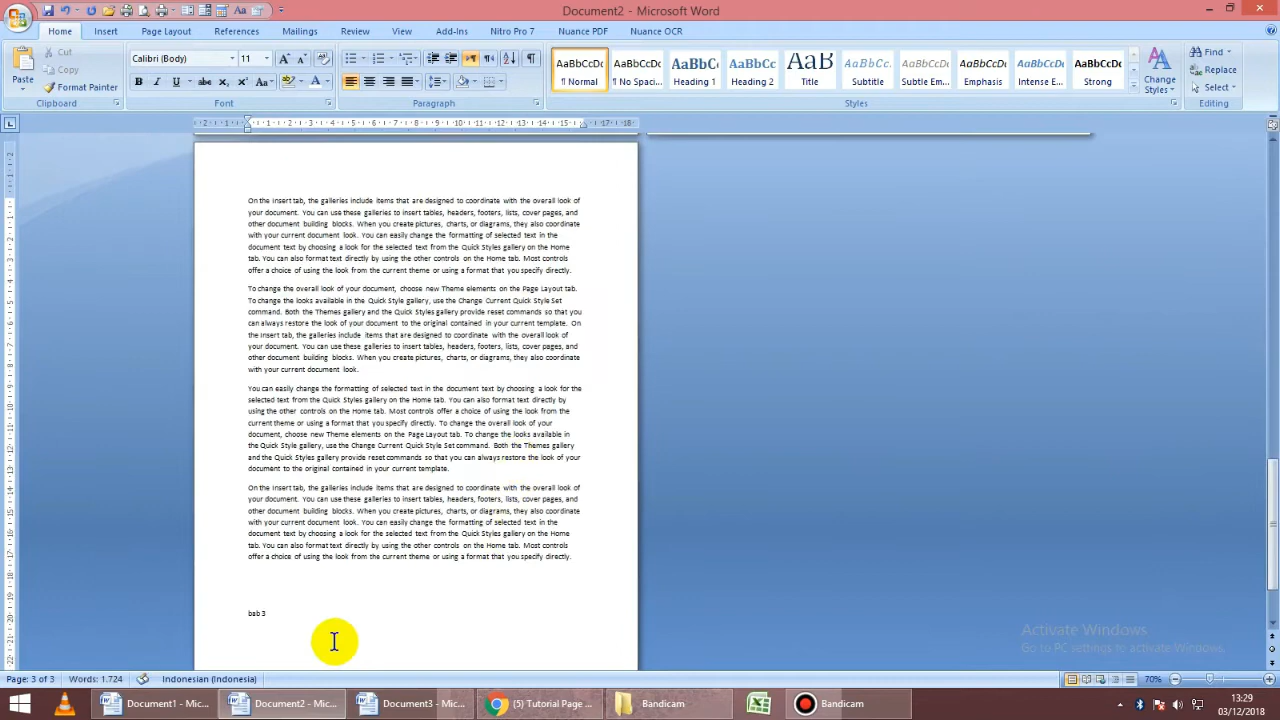 Document2 - Microsoft Word
Home Insert Page Layout References Mailings Review View Add-Ins Nitro Pro 7 Nuance PDF Nuance OCR
Paste
Cut
Copy
Format Painter
Clipboard
Calibri (Body) 11
Font
Paragraph
AaBbCcDc AaBbCcDc AaBbC AaBbCc AaB AaBbCc. AaBbCcDc AaBbCcDc AaBbCcDc AaBbCcDc
¶ Normal ¶ No Spaci... Heading 1 Heading 2 Title Subtitle Subtle Em... Emphasis Intense E... Strong
Change Styles
Styles
Find
Replace
Select
Editing
On the Insert tab, the galleries include items that are designed to coordinate with the overall look of
your document. You can use these galleries to insert tables, headers, footers, lists, cover pages, and
other document building blocks. When you create pictures, charts, or diagrams, they also coordinate
with your current document look. You can easily change the formatting of selected text in the
document text by choosing a look for the selected text from the Quick Styles gallery on the Home
tab. You can also format text directly by using the other controls on the Home tab. Most controls
offer a choice of using the look from the current theme or using a format that you specify directly.
To change the overall look of your document, choose new Theme elements on the Page Layout tab.
To change the looks available in the Quick Style gallery, use the Change Current Quick Style Set
command. Both the Themes gallery and the Quick Styles gallery provide reset commands so that you
can always restore the look of your document to the original contained in your current template. On
the Insert tab, the galleries include items that are designed to coordinate with the overall look of
your document. You can use these galleries to insert tables, headers, footers, lists, cover pages, and
other document building blocks. When you create pictures, charts, or diagrams, they also coordinate
with your current document look.
You can easily change the formatting of selected text in the document text by choosing a look for the
selected text from the Quick Styles gallery on the Home tab. You can also format text directly by
using the other controls on the Home tab. Most controls offer a choice of using the look from the
current theme or using a format that you specify directly. To change the overall look of your
document, choose new Theme elements on the Page Layout tab. To change the looks available in
the Quick Style gallery, use the Change Current Quick Style Set command. Both the Themes gallery
and the Quick Styles gallery provide reset commands so that you can always restore the look of your
document to the original contained in your current template.
On the Insert tab, the galleries include items that are designed to coordinate with the overall look of
your document. You can use these galleries to insert tables, headers, footers, lists, cover pages, and
other document building blocks. When you create pictures, charts, or diagrams, they also coordinate
with your current document look. You can easily change the formatting of selected text in the
document text by choosing a look for the selected text from the Quick Styles gallery on the Home
tab. You can also format text directly by using the other controls on the Home tab. Most controls
offer a choice of using the look from the current theme or using a format that you specify directly.
bab 3
Activate Windows
Go to PC settings to activate Windows.
Page: 3 of 3 Words: 1.724 Indonesian (Indonesia) 70%
Document1 - Mic... Document2 - Mic... Document3 - Mic... (5) Tutorial Page ... Bandicam Bandicam
13:29
03/12/2018